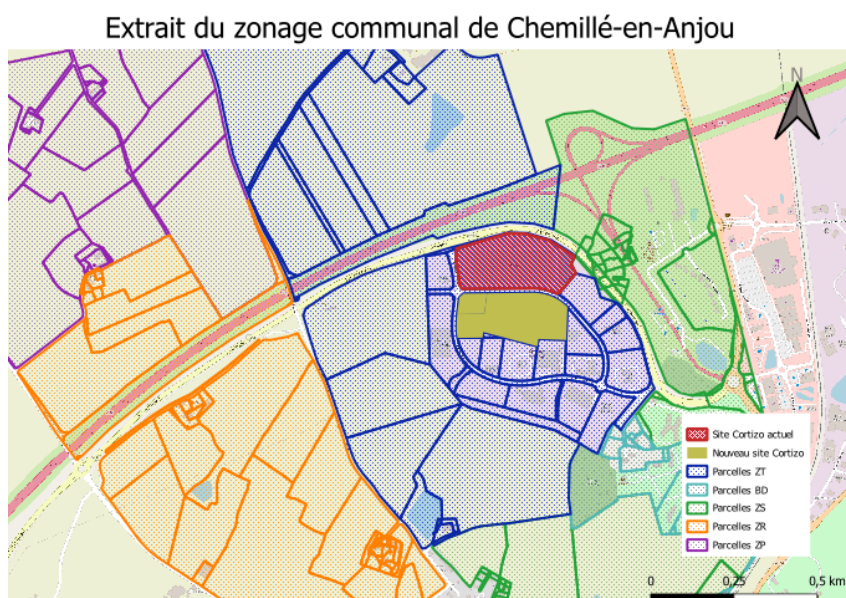 Extrait du zonage communal de Chemillé-en-Anjou
N
Site Cortizo actuel
Nouveau site Cortizo
Parcelles ZT
Parcelles BD
Parcelles ZS
Parcelles ZR
Parcelles ZP
0 0,25 0,5 km